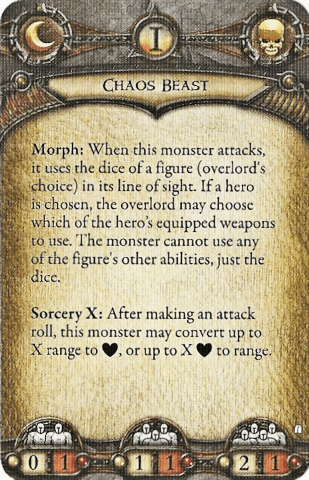 I
CHAOS BEAST
Morph: When this monster attacks,
it uses the dice of a figure (overlord's
choice) in its line of sight. If a hero
is chosen, the overlord may choose
which of the hero's equipped weapons
to use. The monster cannot use any
of the figure's other abilities, just the
dice.
Sorcery X: After making an attack
roll, this monster may convert up to
X range to ♥, or up to X ♥ to range.
0 1 1 1 2 1